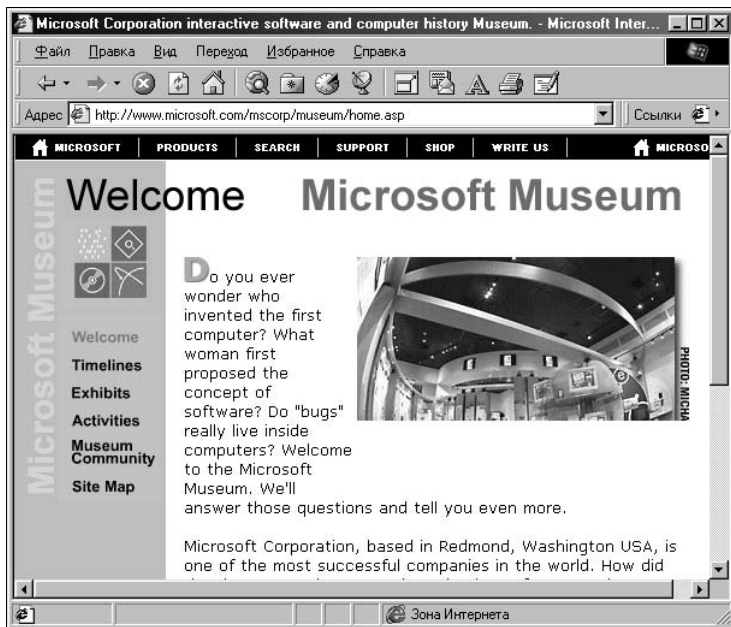 Microsoft Corporation interactive software and computer history Museum. - Microsoft Inter...
Файл Правка Вид Переход Избранное Справка
Адрес http://www.microsoft.com/mscorp/museum/home.asp Ссылки
MICROSOFT PRODUCTS SEARCH SUPPORT SHOP WRITE US MICROSO
Welcome Microsoft Museum
Microsoft Museum
Welcome
Timelines
Exhibits
Activities
Museum
Community
Site Map
Do you ever
wonder who
invented the first
computer? What
woman first
proposed the
concept of
software? Do "bugs"
really live inside
computers? Welcome
to the Microsoft
Museum. We'll
answer those questions and tell you even more.
PHOTO: MICHA
Microsoft Corporation, based in Redmond, Washington USA, is
one of the most successful companies in the world. How did
Зона Интернета